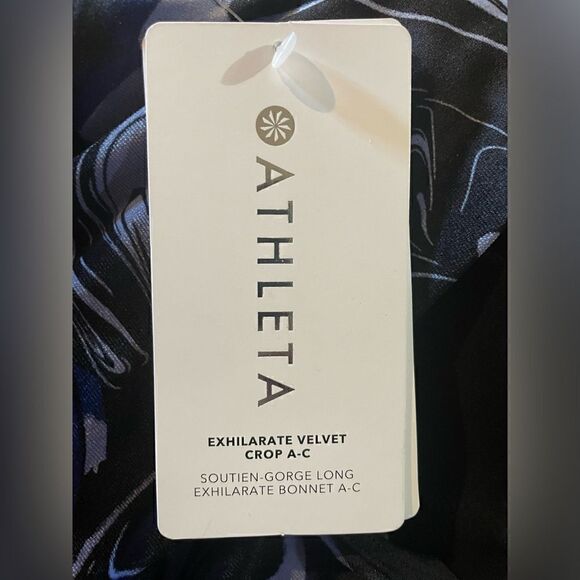 ATHLETA
EXHILARATE VELVET
CROP A-C
SOUTIEN-GORGE LONG
EXHILARATE BONNET A-C